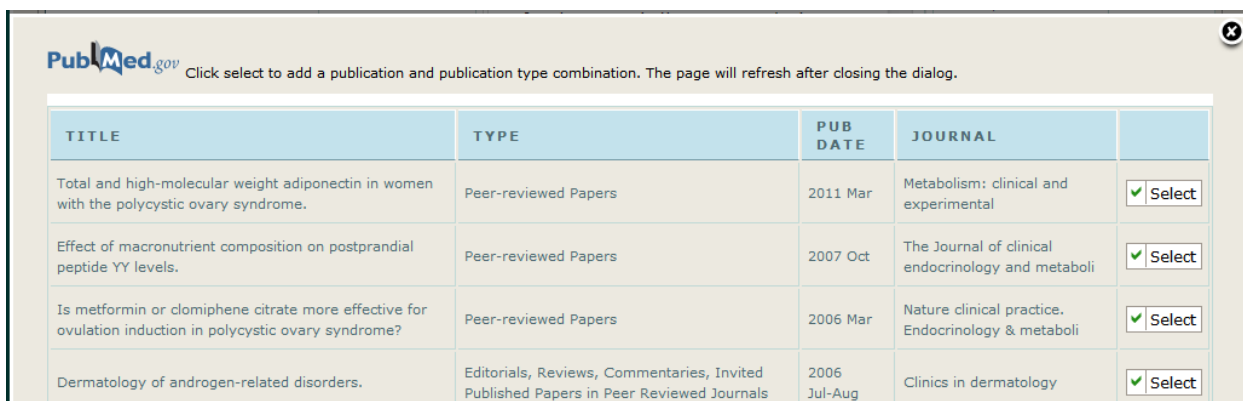 PubMed.gov Click select to add a publication and publication type combination. The page will refresh after closing the dialog.
TITLE TYPE PUB DATE JOURNAL
Total and high-molecular weight adiponectin in women
with the polycystic ovary syndrome.
Peer-reviewed Papers
2011 Mar
Metabolism: clinical and
experimental
Select
Effect of macronutrient composition on postprandial
peptide YY levels.
Peer-reviewed Papers
2007 Oct
The Journal of clinical
endocrinology and metaboli
Select
Is metformin or clomiphene citrate more effective for
ovulation induction in polycystic ovary syndrome?
Peer-reviewed Papers
2006 Mar
Nature clinical practice.
Endocrinology & metaboli
Select
Dermatology of androgen-related disorders.
Editorials, Reviews, Commentaries, Invited
Published Papers in Peer Reviewed Journals
2006
Jul-Aug
Clinics in dermatology
Select